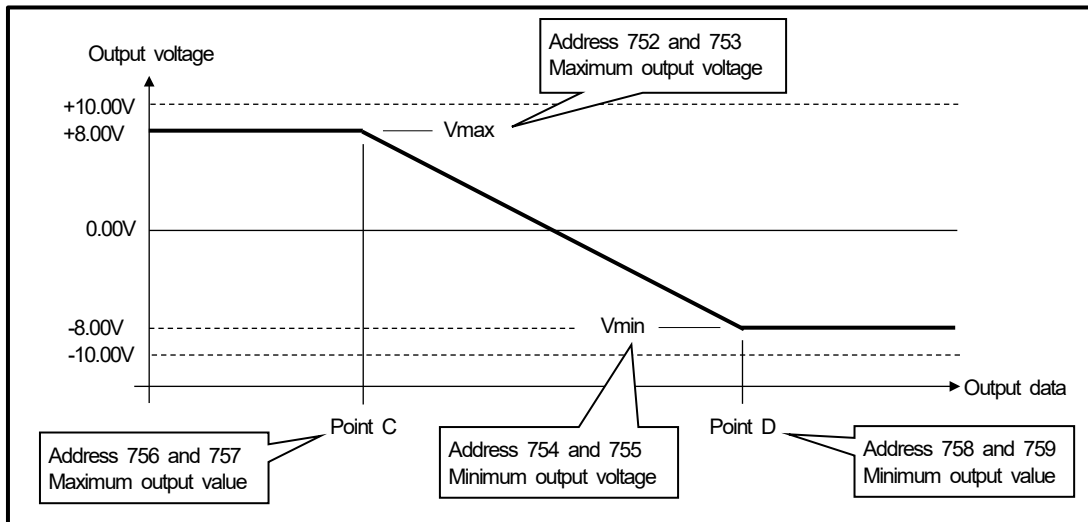 Address 752 and 753
Maximum output voltage
Output voltage
+10.00V
+8.00V
Vmax
0.00V
-8.00V
Vmin
-10.00V
Output data
Point C
Point D
Address 756 and 757
Maximum output value
Address 754 and 755
Minimum output voltage
Address 758 and 759
Minimum output value